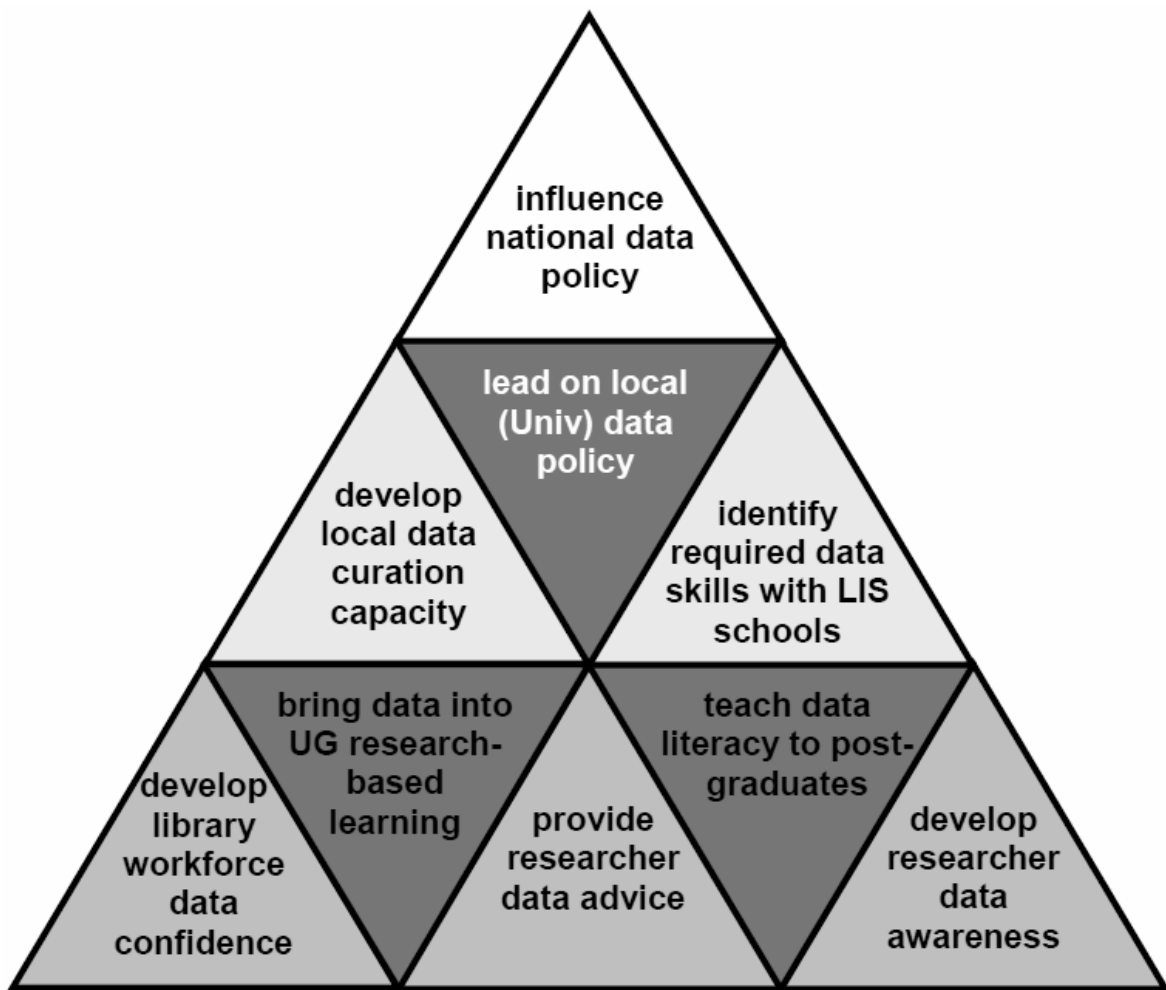 influence
national data
policy
lead on local
(Univ) data
policy
develop
local data
curation
capacity
identify
required data
skills with LIS
schools
bring data into
UG research-
based
learning
teach data
literacy to post-
graduates
develop
library
workforce
data
confidence
provide
researcher
data advice
develop
researcher
data
awareness